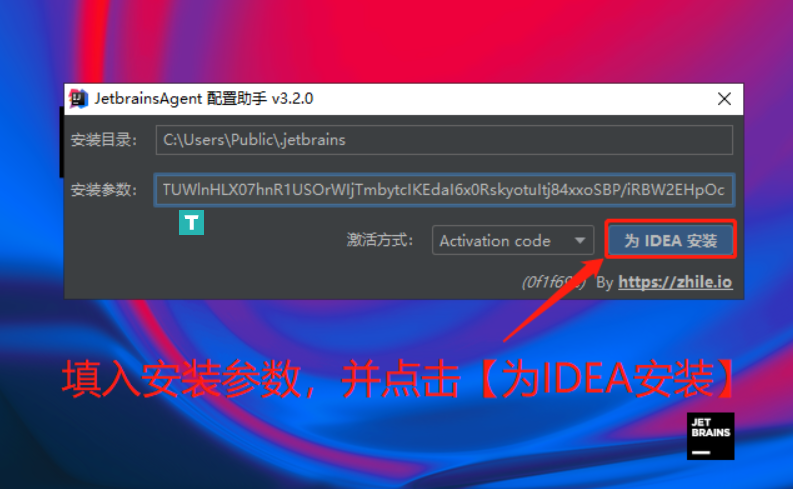 JetbrainsAgent 配置助手 v3.2.0
安装目录： C:\Users\Public\.jetbrains
安装参数： TUWlnHLX07hnR1USOrWIjTmbytcIKEdaI6x0RskyotuItj84xxoSBP/iRBW2EHpOc
T
激活方式： Activation code 为 IDEA 安装
By https://zhile.io
填入安装参数，并点击【为IDEA安装】
JET
BRAINS